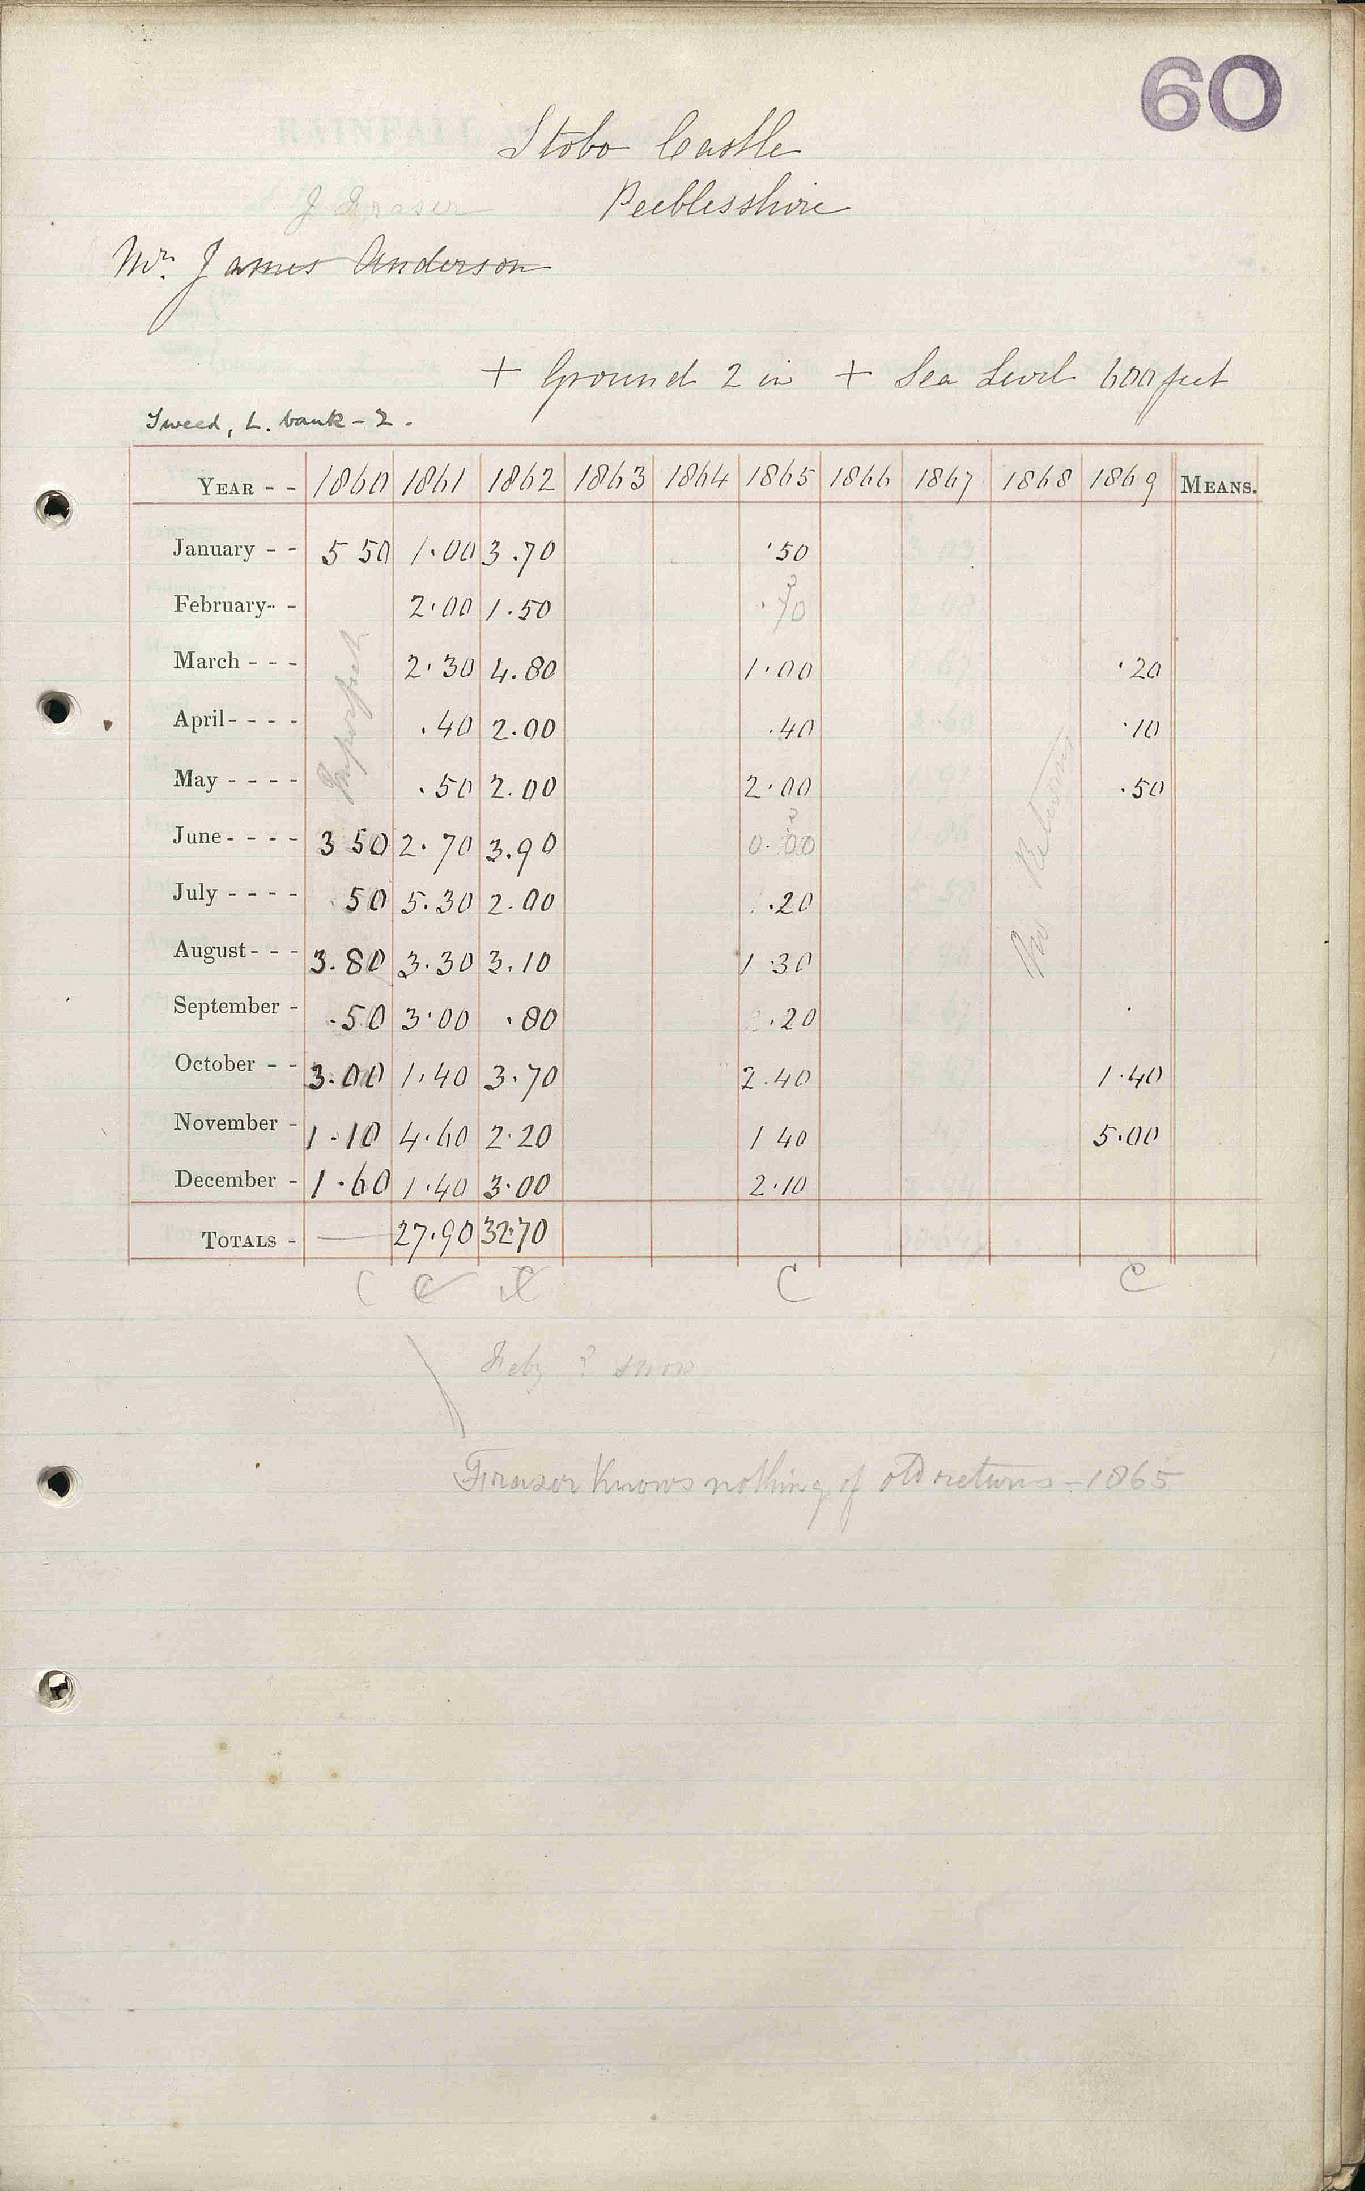 60
Stobo Castle
J Fraser Peeblesshire
Mr. James Anderson
+ Ground 2 in + Sea Level 600 feet
Tweed, L. bank - 2.
YEAR - - 1860 1861 1862 1863 1864 1865 1866 1867 1868 1869 MEANS.
January - - 5 50 1.00 3.70 .50
February - - 2.00 1.50 .70 ?
March - - - 2.30 4.80 1.00 .20
April - - - - .40 2.00 .40 .10
May - - - - .50 2.00 2.00 .50
June - - - - 3 50 2.70 3.90 0.00 ?
July - - - - .50 5.30 2.00 .20
August - - - 3.80 3.30 3.10 1 30
September - .50 3.00 .80 .20
October - - 3.00 1.40 3.70 2.40 1.40
November - 1.10 4.60 2.20 1 40 5.00
December - 1.60 1.40 3.00 2.10
TOTALS - — 27.90 32.70
Imperfect
No Returns
C C C C C
Feby ? snow
Fraser knows nothing of old returns - 1865